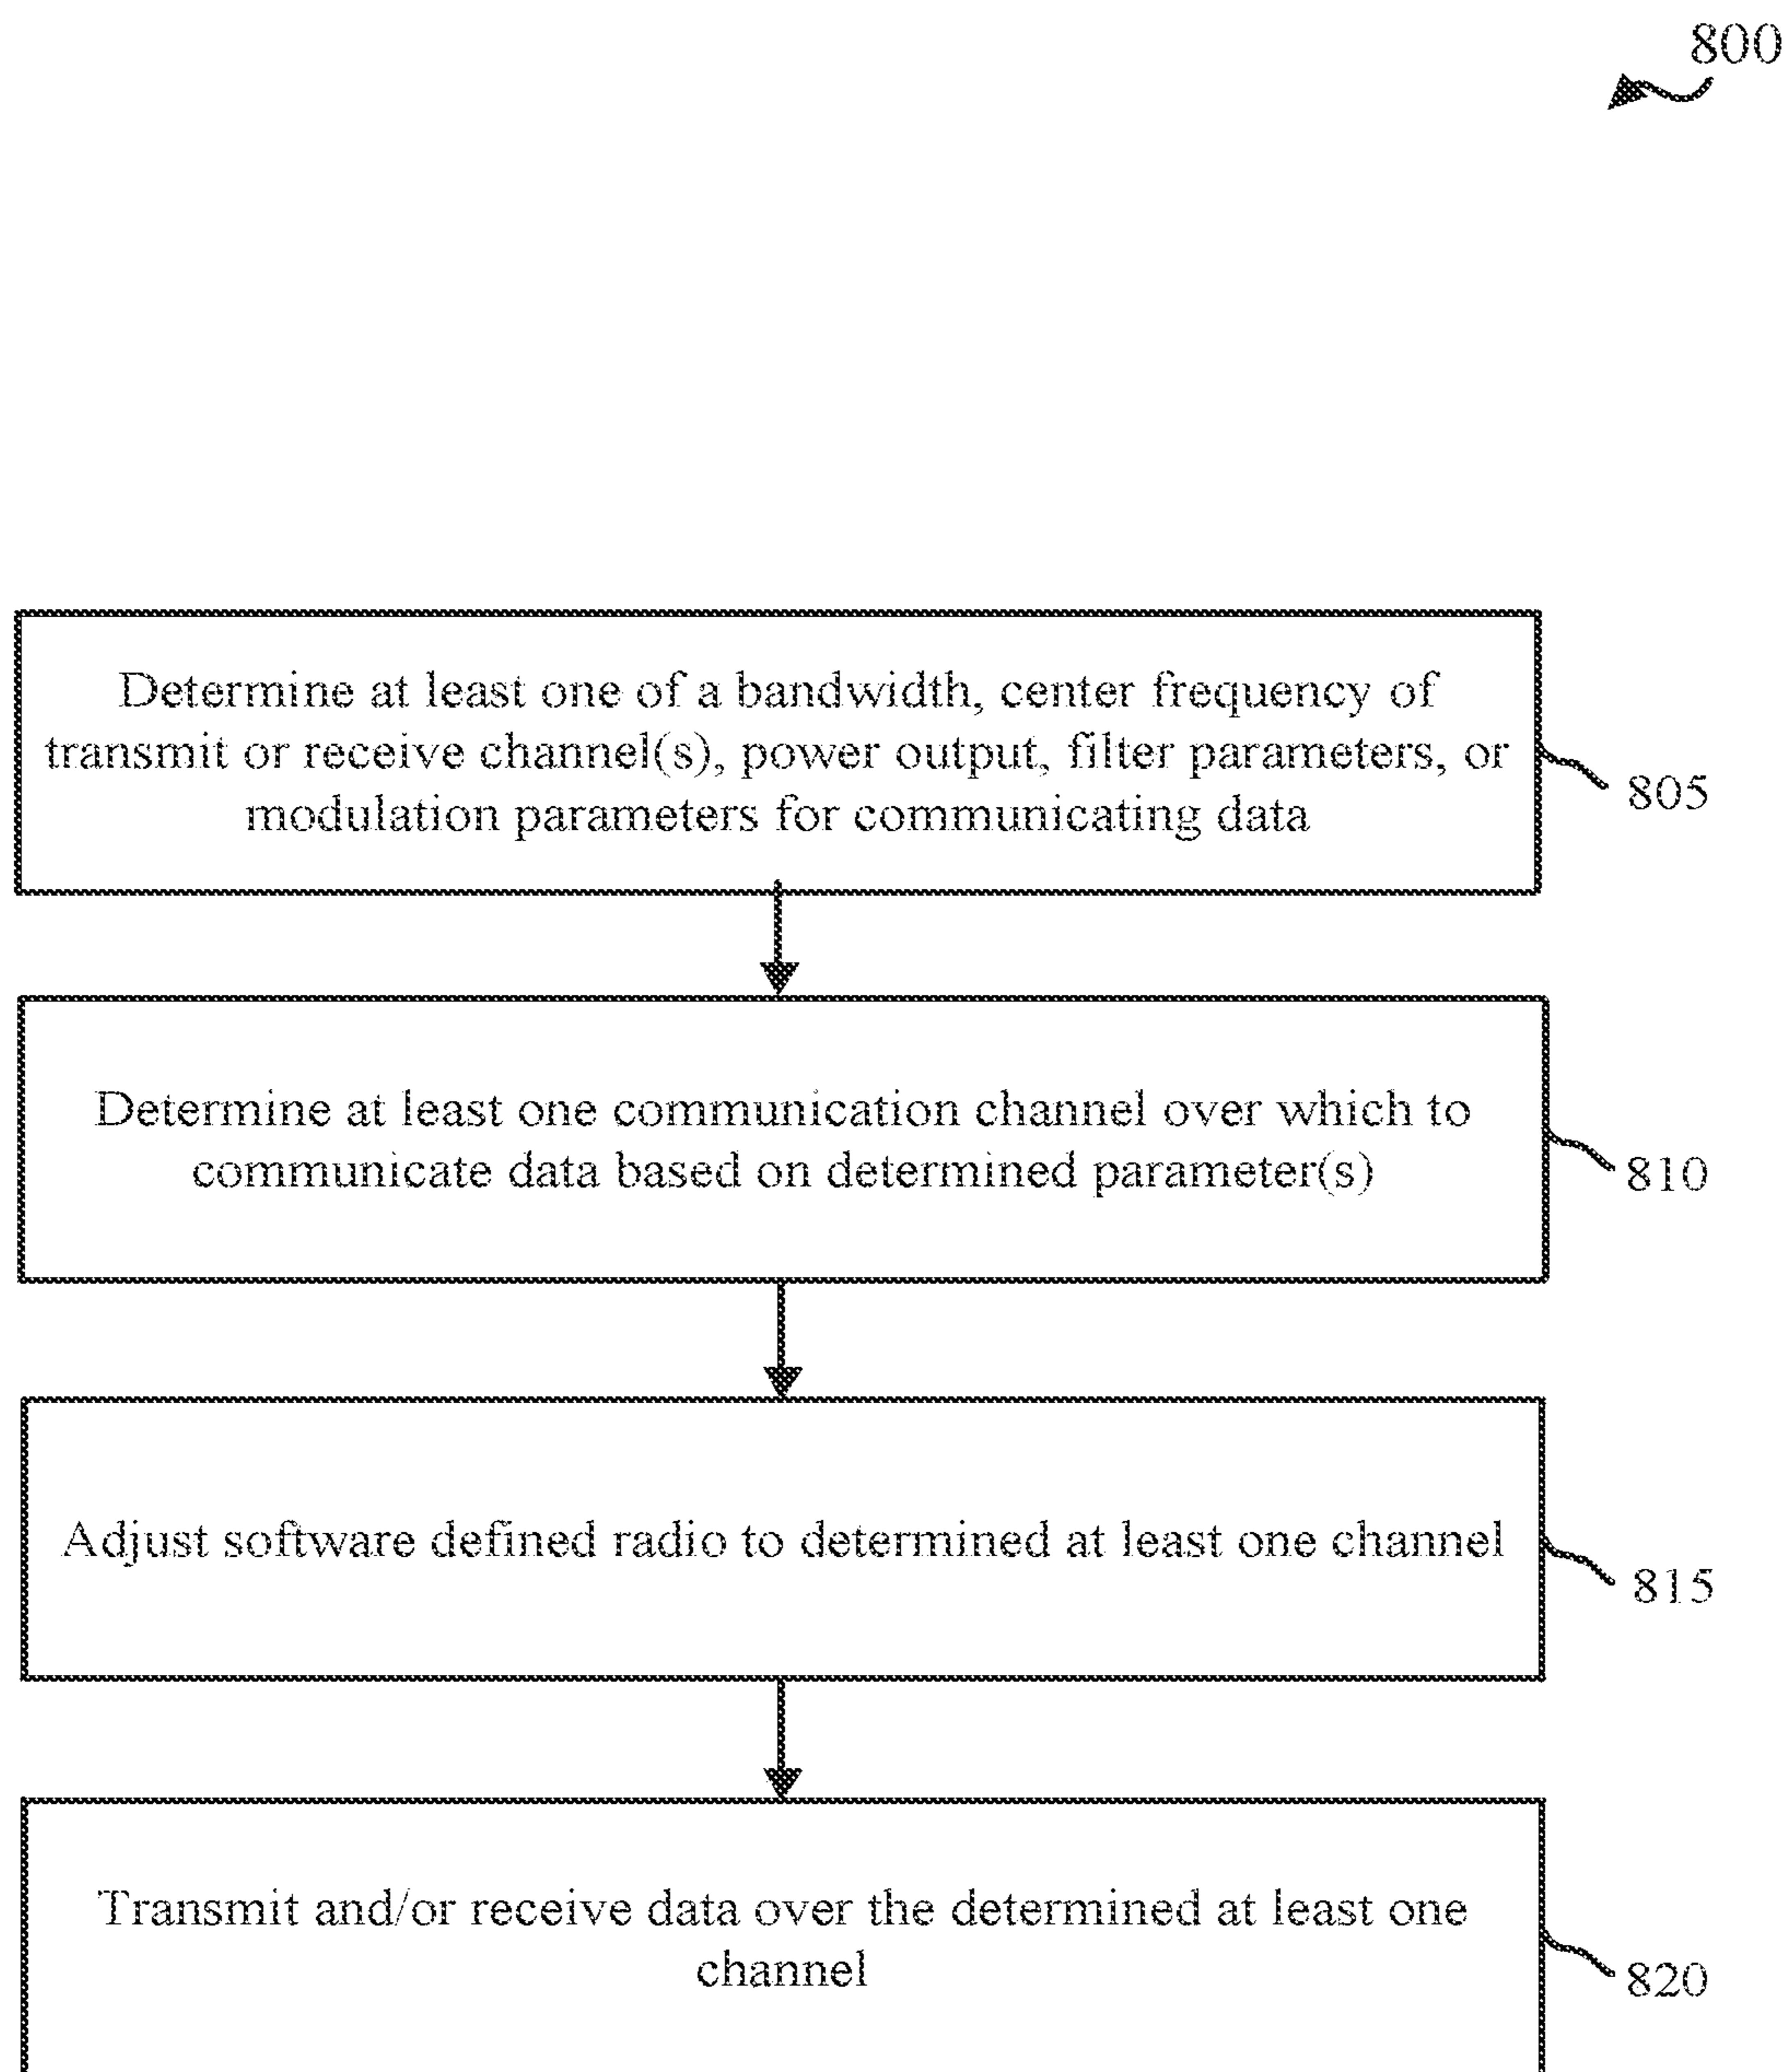 800
Determine at least one of a bandwidth, center frequency of
transmit or receive channel(s), power output, filter parameters, or
modulation parameters for communicating data
805
Determine at least one communication channel over which to
communicate data based on determined parameter(s)
810
Adjust software defined radio to determined at least one channel
815
Transmit and/or receive data over the determined at least one
channel
820